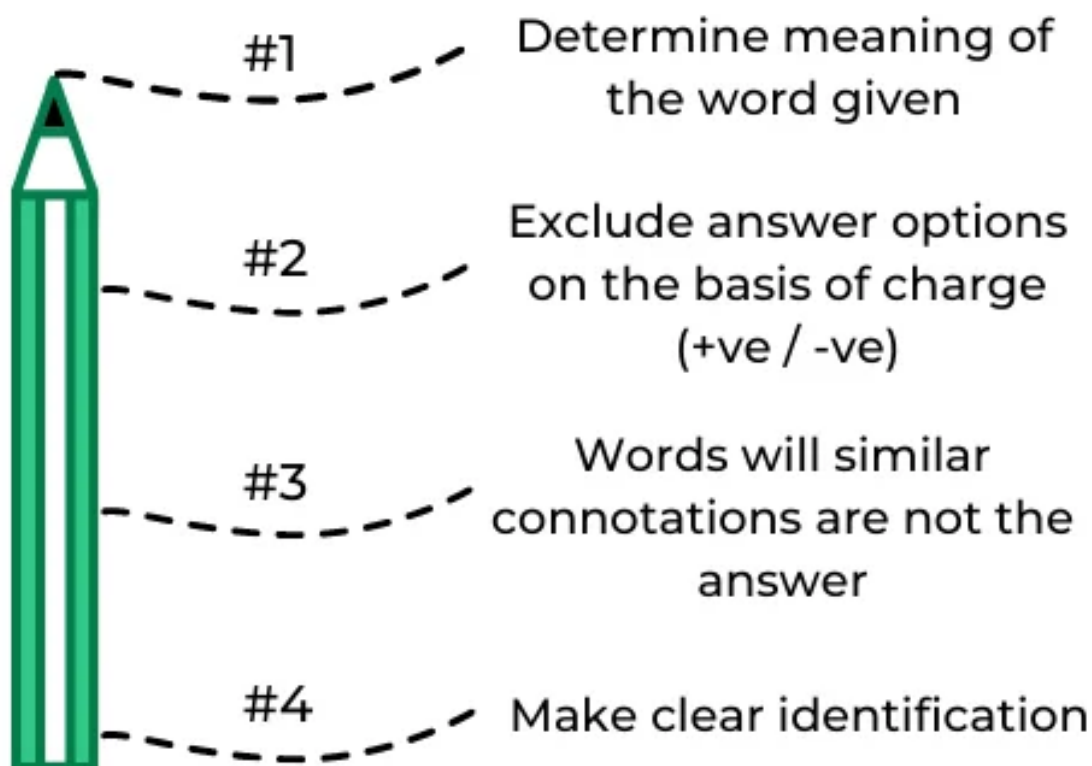 #1
Determine meaning of
the word given
#2
Exclude answer options
on the basis of charge
(+ve / -ve)
#3
Words will similar
connotations are not the
answer
#4
Make clear identification